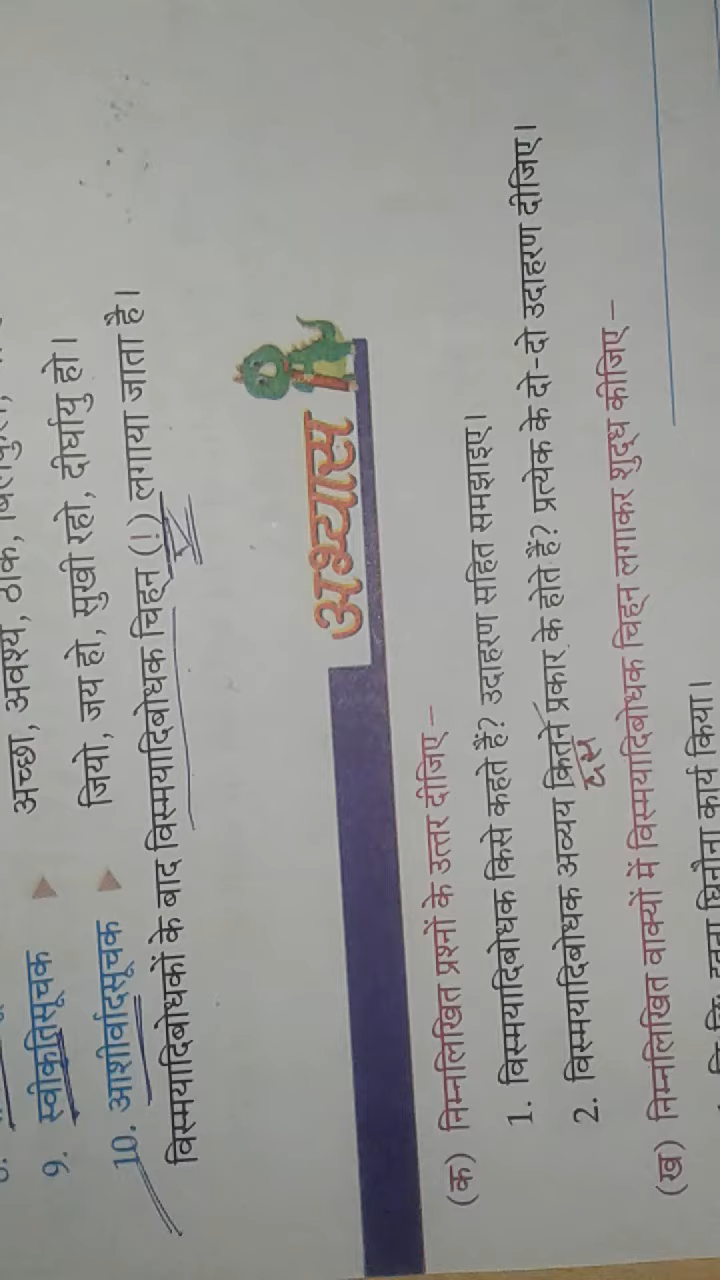 अच्छा, अवश्य, ठीक, बिलकुल,
9. स्वीकृतिसूचक
10. आशीर्वादसूचक जियो, जय हो, सुखी रहो, दीर्घायु हो।
विस्मयादिबोधकों के बाद विस्मयादिबोधक चिह्न (!) लगाया जाता है।
अभ्यास
(क) निम्नलिखित प्रश्नों के उत्तर दीजिए –
1. विस्मयादिबोधक किसे कहते हैं? उदाहरण सहित समझाइए।
2. विस्मयादिबोधक अव्यय कितने प्रकार के होते हैं? प्रत्येक के दो-दो उदाहरण दीजिए।
दस
(ख) निम्नलिखित वाक्यों में विस्मयादिबोधक चिह्न लगाकर शुद्ध कीजिए –
घिनौना कार्य किया।